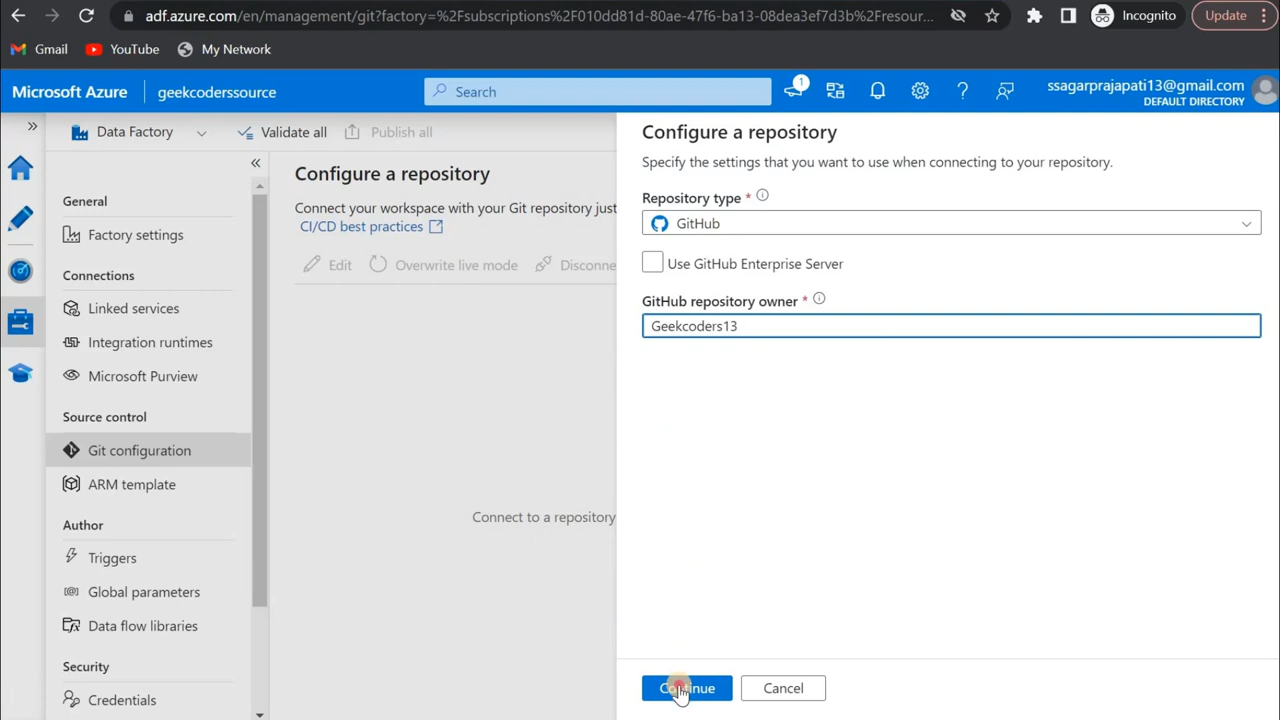 adf.azure.com/en/management/git?factory=%2Fsubscriptions%2F010dd81d-80ae-47f6-ba13-08dea3ef7d3b%2Fresour...
Incognito
Update
Gmail
YouTube
My Network
Microsoft Azure
geekcoderssource
Search
1
ssagarprajapati13@gmail.com
DEFAULT DIRECTORY
Data Factory
Validate all
Publish all
General
Factory settings
Connections
Linked services
Integration runtimes
Microsoft Purview
Source control
Git configuration
ARM template
Author
Triggers
Global parameters
Data flow libraries
Security
Credentials
Configure a repository
Connect your workspace with your Git repository just
CI/CD best practices
Edit
Overwrite live mode
Disconne
Connect to a repository
Configure a repository
Specify the settings that you want to use when connecting to your repository.
Repository type *
GitHub
Use GitHub Enterprise Server
GitHub repository owner *
Geekcoders13
Continue
Cancel